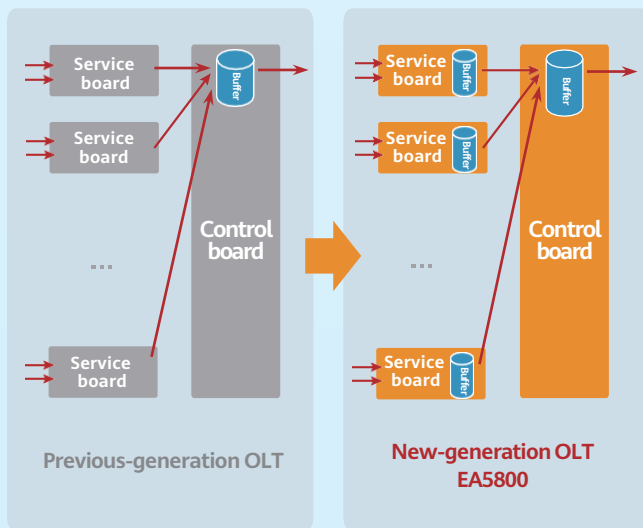 Service
board
Buffer
Service
board
Control
board
...
Service
board
Previous-generation OLT
Service
board
Buffer
Buffer
Service
board
Buffer
Control
board
...
Service
board
Buffer
New-generation OLT
EA5800